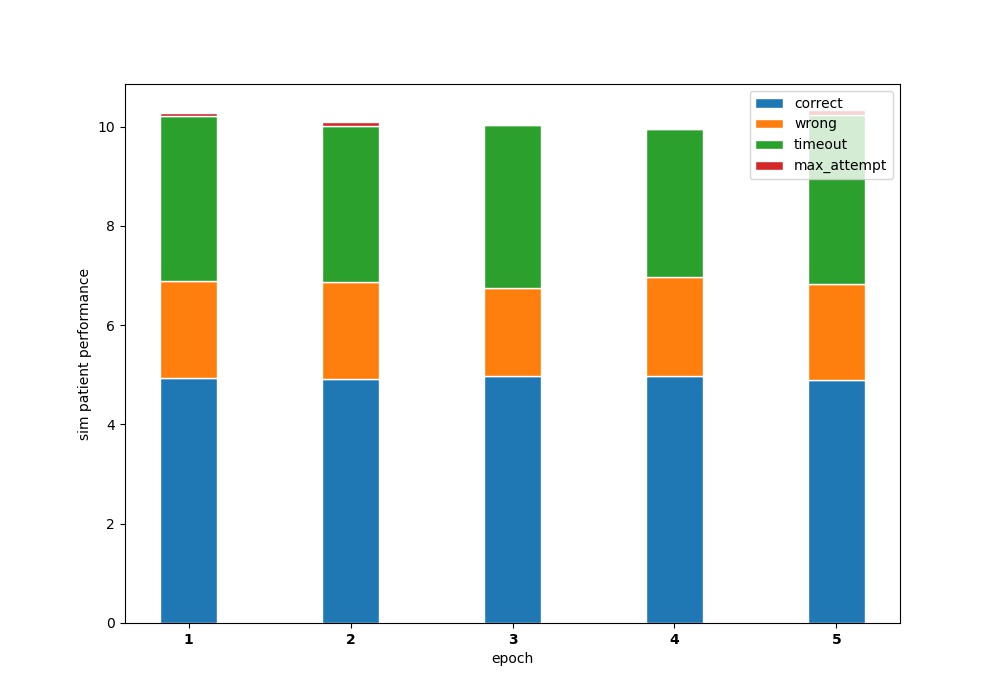 correct
wrong
timeout
max_attempt
10
8
6
4
2
0
sim patient performance
1 2 3 4 5
epoch